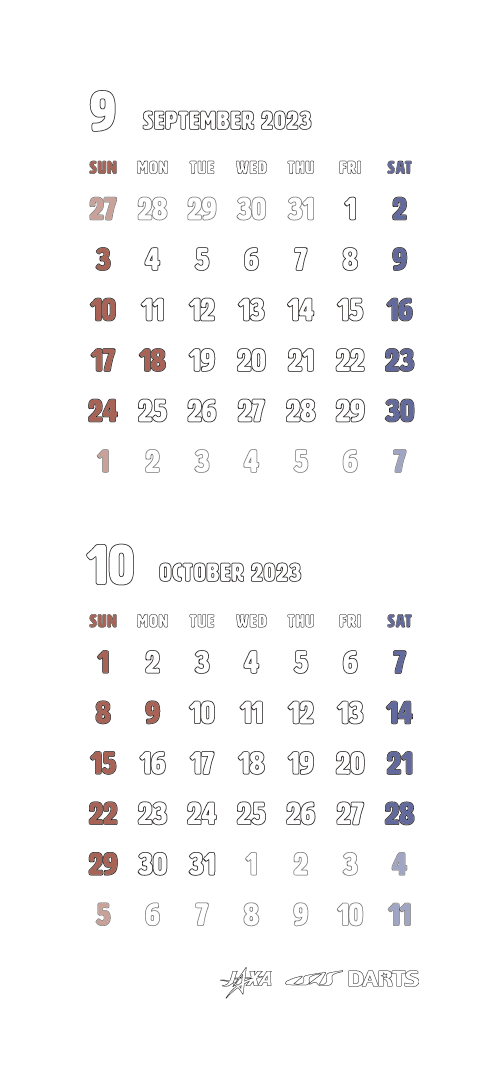 9 SEPTEMBER 2023
SUN MON TUE WED THU FRI SAT
27 28 29 30 31 1 2
3 4 5 6 7 8 9
10 11 12 13 14 15 16
17 18 19 20 21 22 23
24 25 26 27 28 29 30
1 2 3 4 5 6 7
10 OCTOBER 2023
SUN MON TUE WED THU FRI SAT
1 2 3 4 5 6 7
8 9 10 11 12 13 14
15 16 17 18 19 20 21
22 23 24 25 26 27 28
29 30 31 1 2 3 4
5 6 7 8 9 10 11
JAXA ISAS DARTS